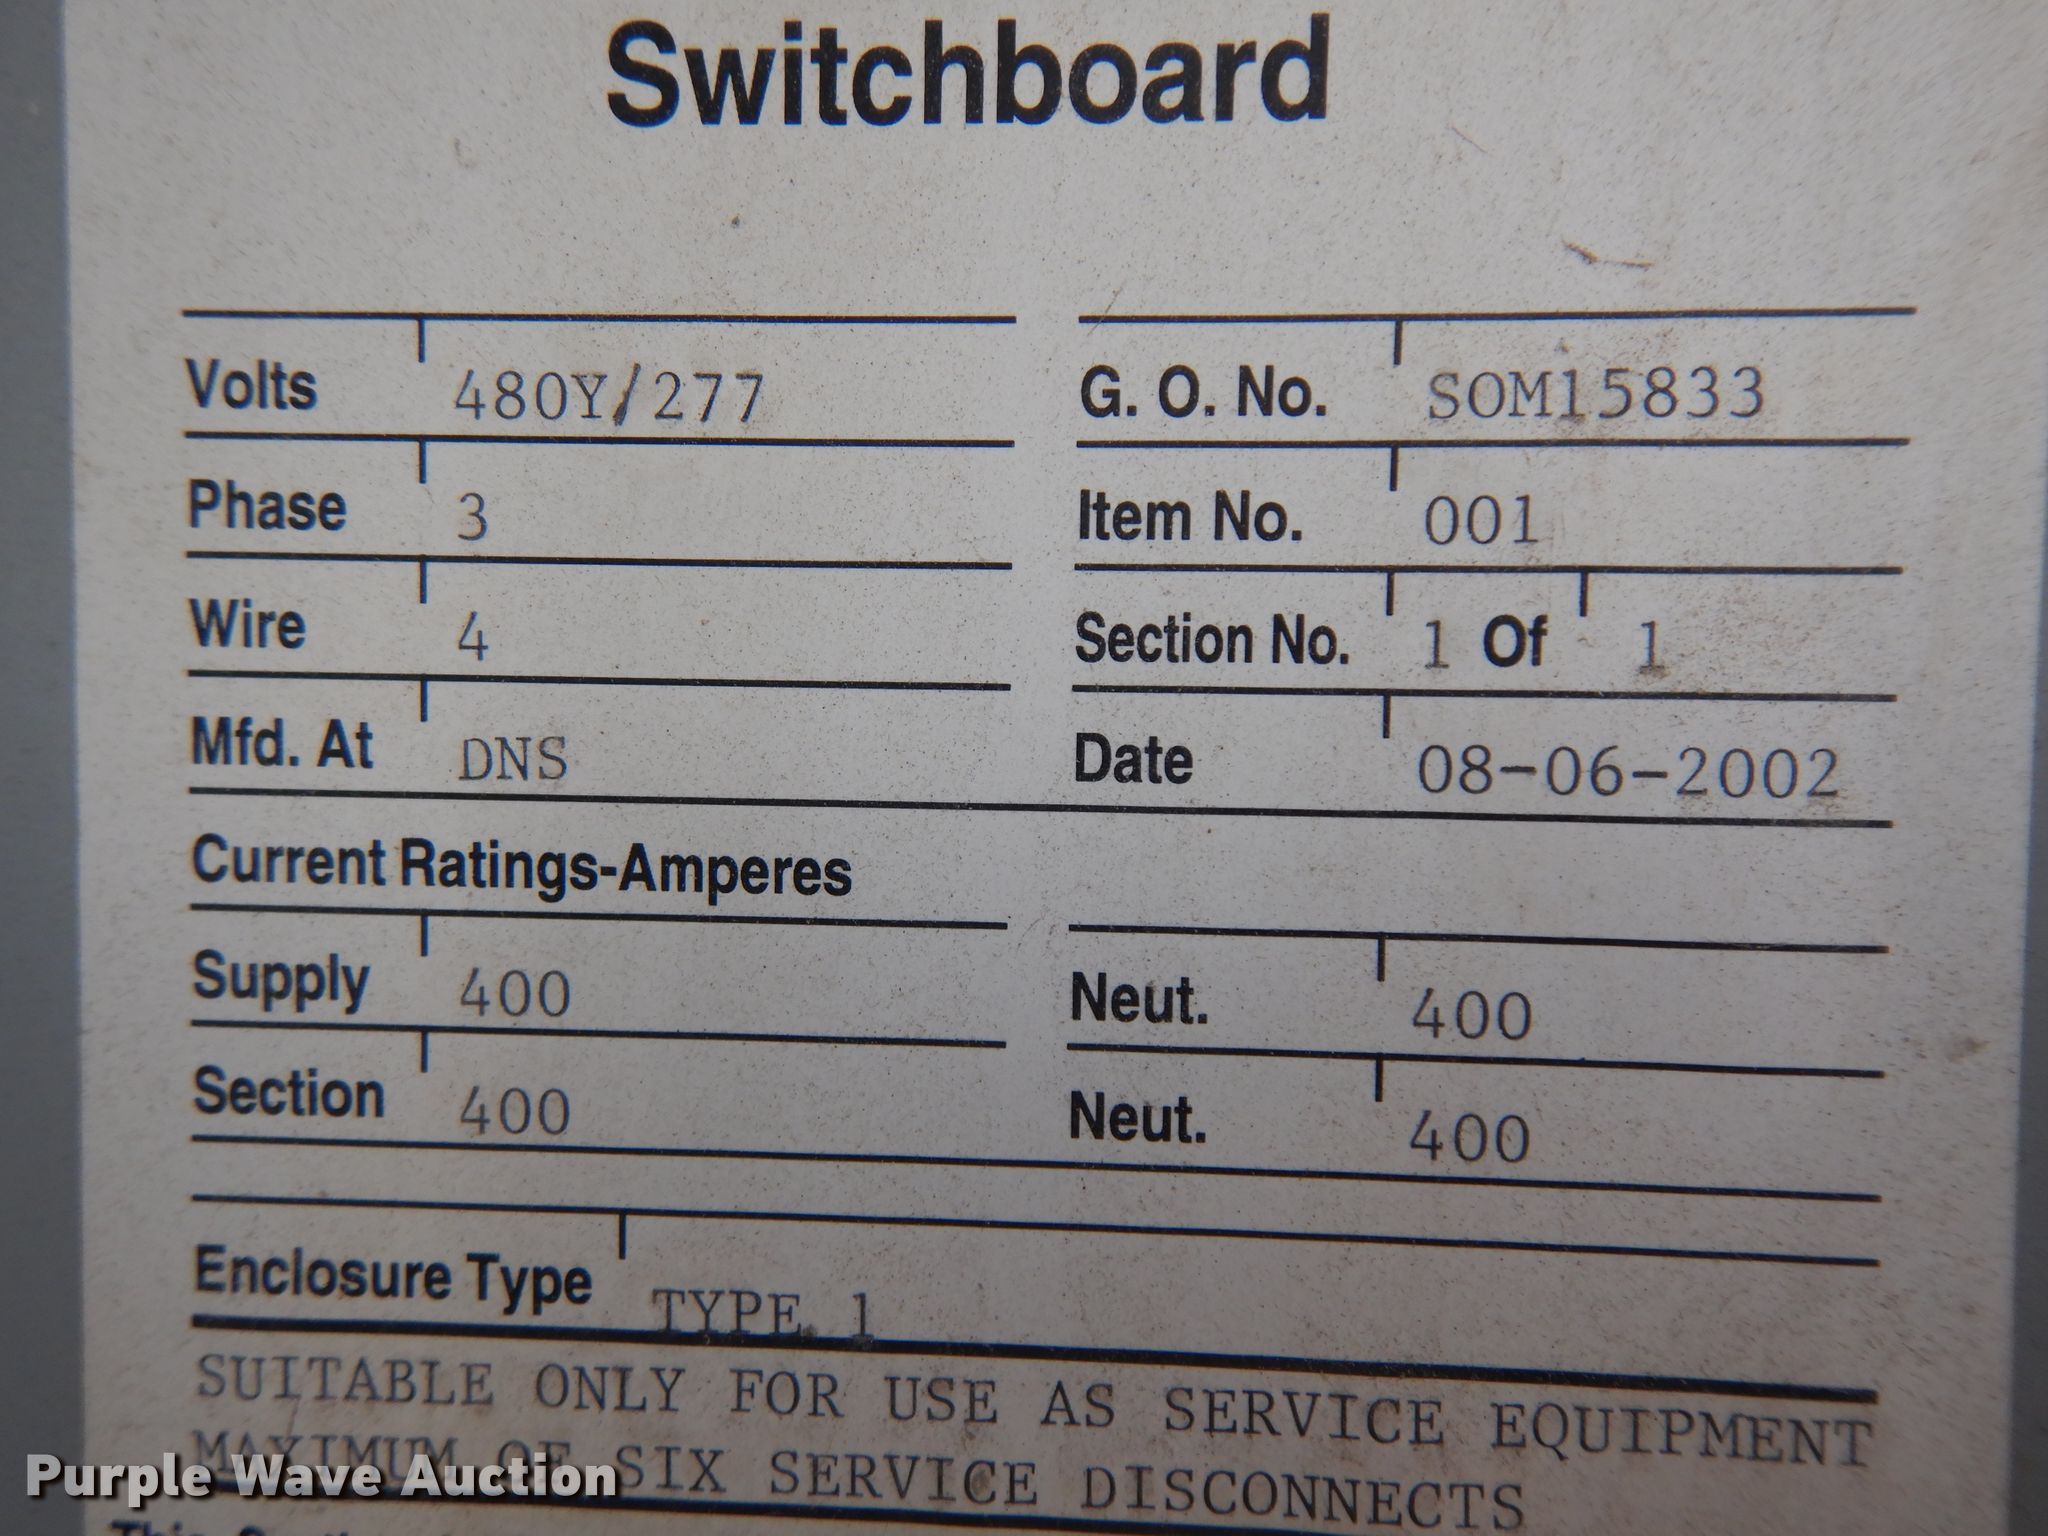 Switchboard
Volts 480Y/277 G. O. No. SOM15833
Phase 3 Item No. 001
Wire 4 Section No. 1 Of 1
Mfd. At DNS Date 08-06-2002
Current Ratings-Amperes
Supply 400 Neut. 400
Section 400 Neut. 400
Enclosure Type TYPE 1
SUITABLE ONLY FOR USE AS SERVICE EQUIPMENT
MAXIMUM OF SIX SERVICE DISCONNECTS
Purple Wave Auction